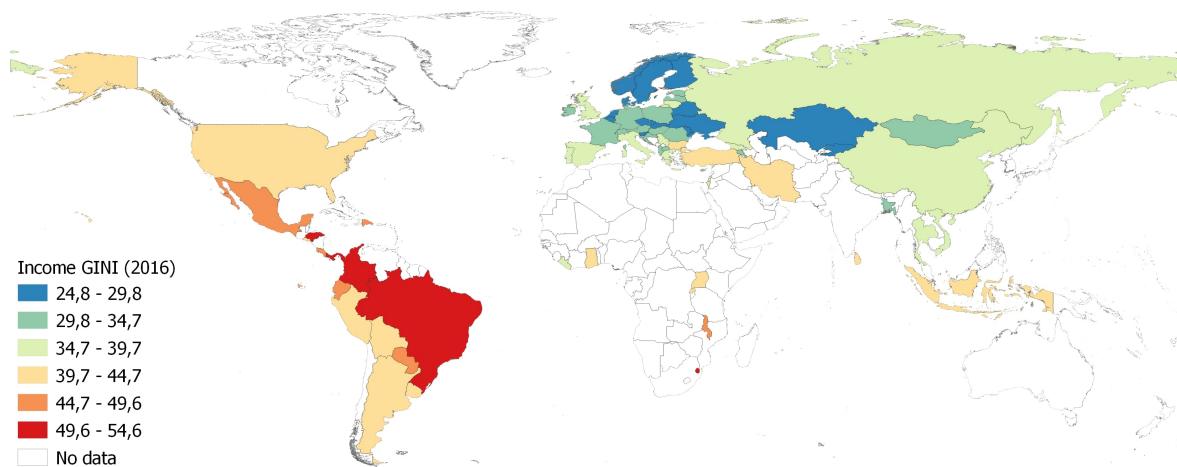 Income GINI (2016)
24,8 - 29,8
29,8 - 34,7
34,7 - 39,7
39,7 - 44,7
44,7 - 49,6
49,6 - 54,6
No data